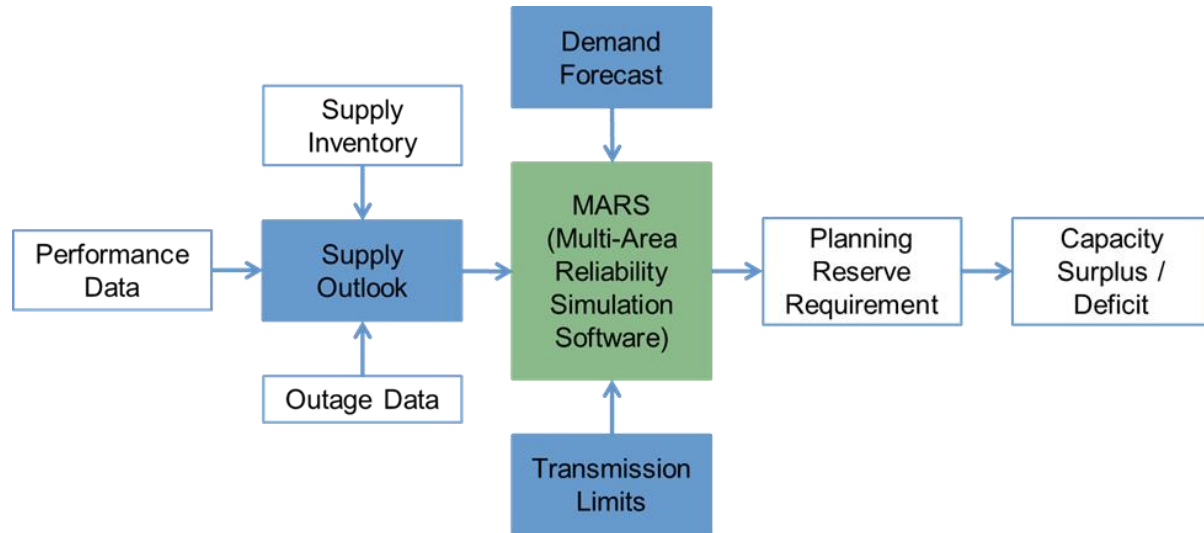 Demand
Forecast
Supply
Inventory
Performance
Data
Supply
Outlook
MARS
(Multi-Area
Reliability
Simulation
Software)
Planning
Reserve
Requirement
Capacity
Surplus /
Deficit
Outage Data
Transmission
Limits